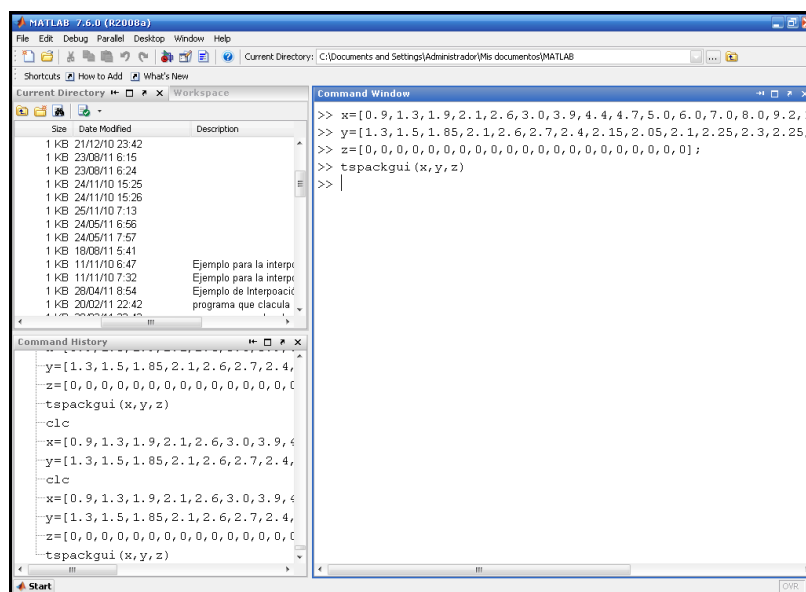 MATLAB 7.6.0 (R2008a)
File Edit Debug Parallel Desktop Window Help
Current Directory: C:\Documents and Settings\Administrador\Mis documentos\MATLAB
Shortcuts How to Add What's New
Current Directory Workspace
Size Date Modified Description
1 KB 21/12/10 23:42
1 KB 23/08/11 6:15
1 KB 23/08/11 6:24
1 KB 24/11/10 15:25
1 KB 24/11/10 15:26
1 KB 25/11/10 7:13
1 KB 24/05/11 6:56
1 KB 24/05/11 7:57
1 KB 18/08/11 5:41
1 KB 11/11/10 6:47 Ejemplo para la interpo
1 KB 11/11/10 7:32 Ejemplo para la interpo
1 KB 28/04/11 8:54 Ejemplo de Interpoació
1 KB 20/02/11 22:42 programa que clacula
Command History
y=[1.3,1.5,1.85,2.1,2.6,2.7,2.4,
z=[0,0,0,0,0,0,0,0,0,0,0,0,0,0,0
tspackgui(x,y,z)
clc
x=[0.9,1.3,1.9,2.1,2.6,3.0,3.9,4
y=[1.3,1.5,1.85,2.1,2.6,2.7,2.4,
clc
x=[0.9,1.3,1.9,2.1,2.6,3.0,3.9,4
y=[1.3,1.5,1.85,2.1,2.6,2.7,2.4,
z=[0,0,0,0,0,0,0,0,0,0,0,0,0,0,0
tspackgui(x,y,z)
Command Window
>> x=[0.9,1.3,1.9,2.1,2.6,3.0,3.9,4.4,4.7,5.0,6.0,7.0,8.0,9.2,1
>> y=[1.3,1.5,1.85,2.1,2.6,2.7,2.4,2.15,2.05,2.1,2.25,2.3,2.25,
>> z=[0,0,0,0,0,0,0,0,0,0,0,0,0,0,0,0,0,0,0,0,0];
>> tspackgui(x,y,z)
>>
Start
OVR